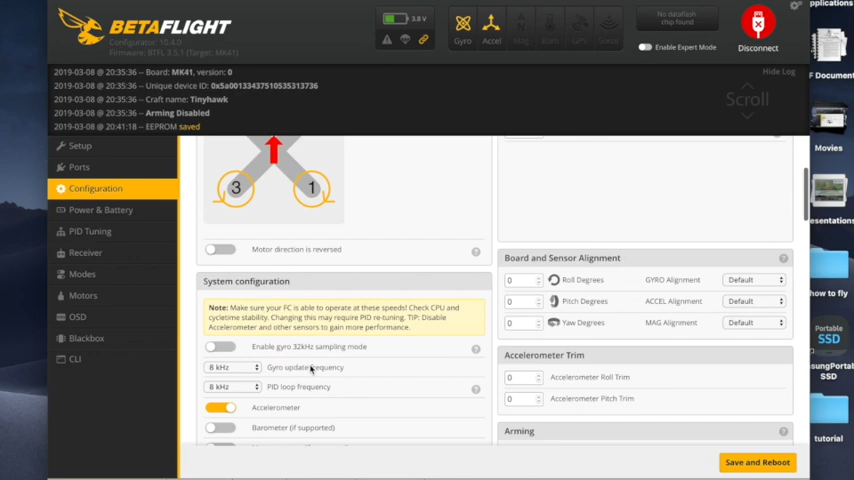 BETAFLIGHT
Configurator: 10.4.0
Firmware: BTFL 3.5.1 (Target: MK41)
3.8 V
Gyro
Accel
Mag
Baro
GPS
Sonar
No dataflash
chip found
Enable Expert Mode
Disconnect
2019-03-08 @ 20:35:36 -- Board: MK41, version: 0
2019-03-08 @ 20:35:36 -- Unique device ID: 0x5a00133437510535313736
2019-03-08 @ 20:35:36 -- Craft name: Tinyhawk
2019-03-08 @ 20:35:36 -- Arming Disabled
2019-03-08 @ 20:41:18 -- EEPROM saved
Hide Log
Scroll
Setup
Ports
Configuration
Power & Battery
PID Tuning
Receiver
Modes
Motors
OSD
Blackbox
CLI
3
1
Motor direction is reversed
System configuration
Note: Make sure your FC is able to operate at these speeds! Check CPU and
cycletime stability. Changing this may require PID re-tuning. TIP: Disable
Accelerometer and other sensors to gain more performance.
Enable gyro 32kHz sampling mode
8 kHz Gyro update frequency
8 kHz PID loop frequency
Accelerometer
Barometer (if supported)
Board and Sensor Alignment
0 Roll Degrees GYRO Alignment Default
0 Pitch Degrees ACCEL Alignment Default
0 Yaw Degrees MAG Alignment Default
Accelerometer Trim
0 Accelerometer Roll Trim
0 Accelerometer Pitch Trim
Arming
Save and Reboot
pplications
F Document
Movies
esentations
how to fly
Portable
SSD
sungPortab
SSD
tutorial